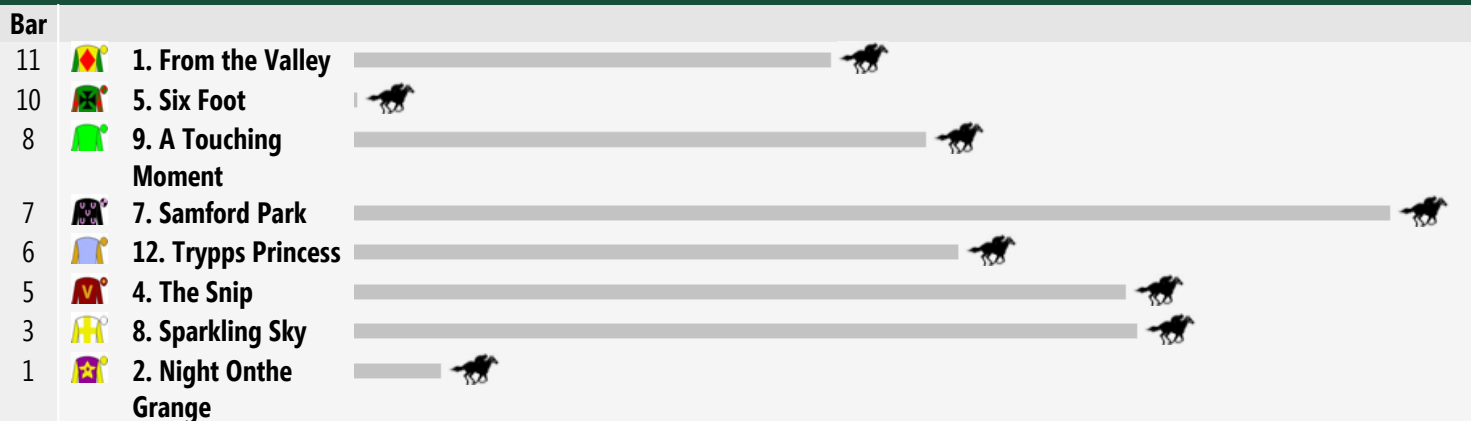 Bar
11 1. From the Valley
10 5. Six Foot
8 9. A Touching
Moment
7 7. Samford Park
6 12. Trypps Princess
5 V 4. The Snip
3 8. Sparkling Sky
1 2. Night Onthe
Grange